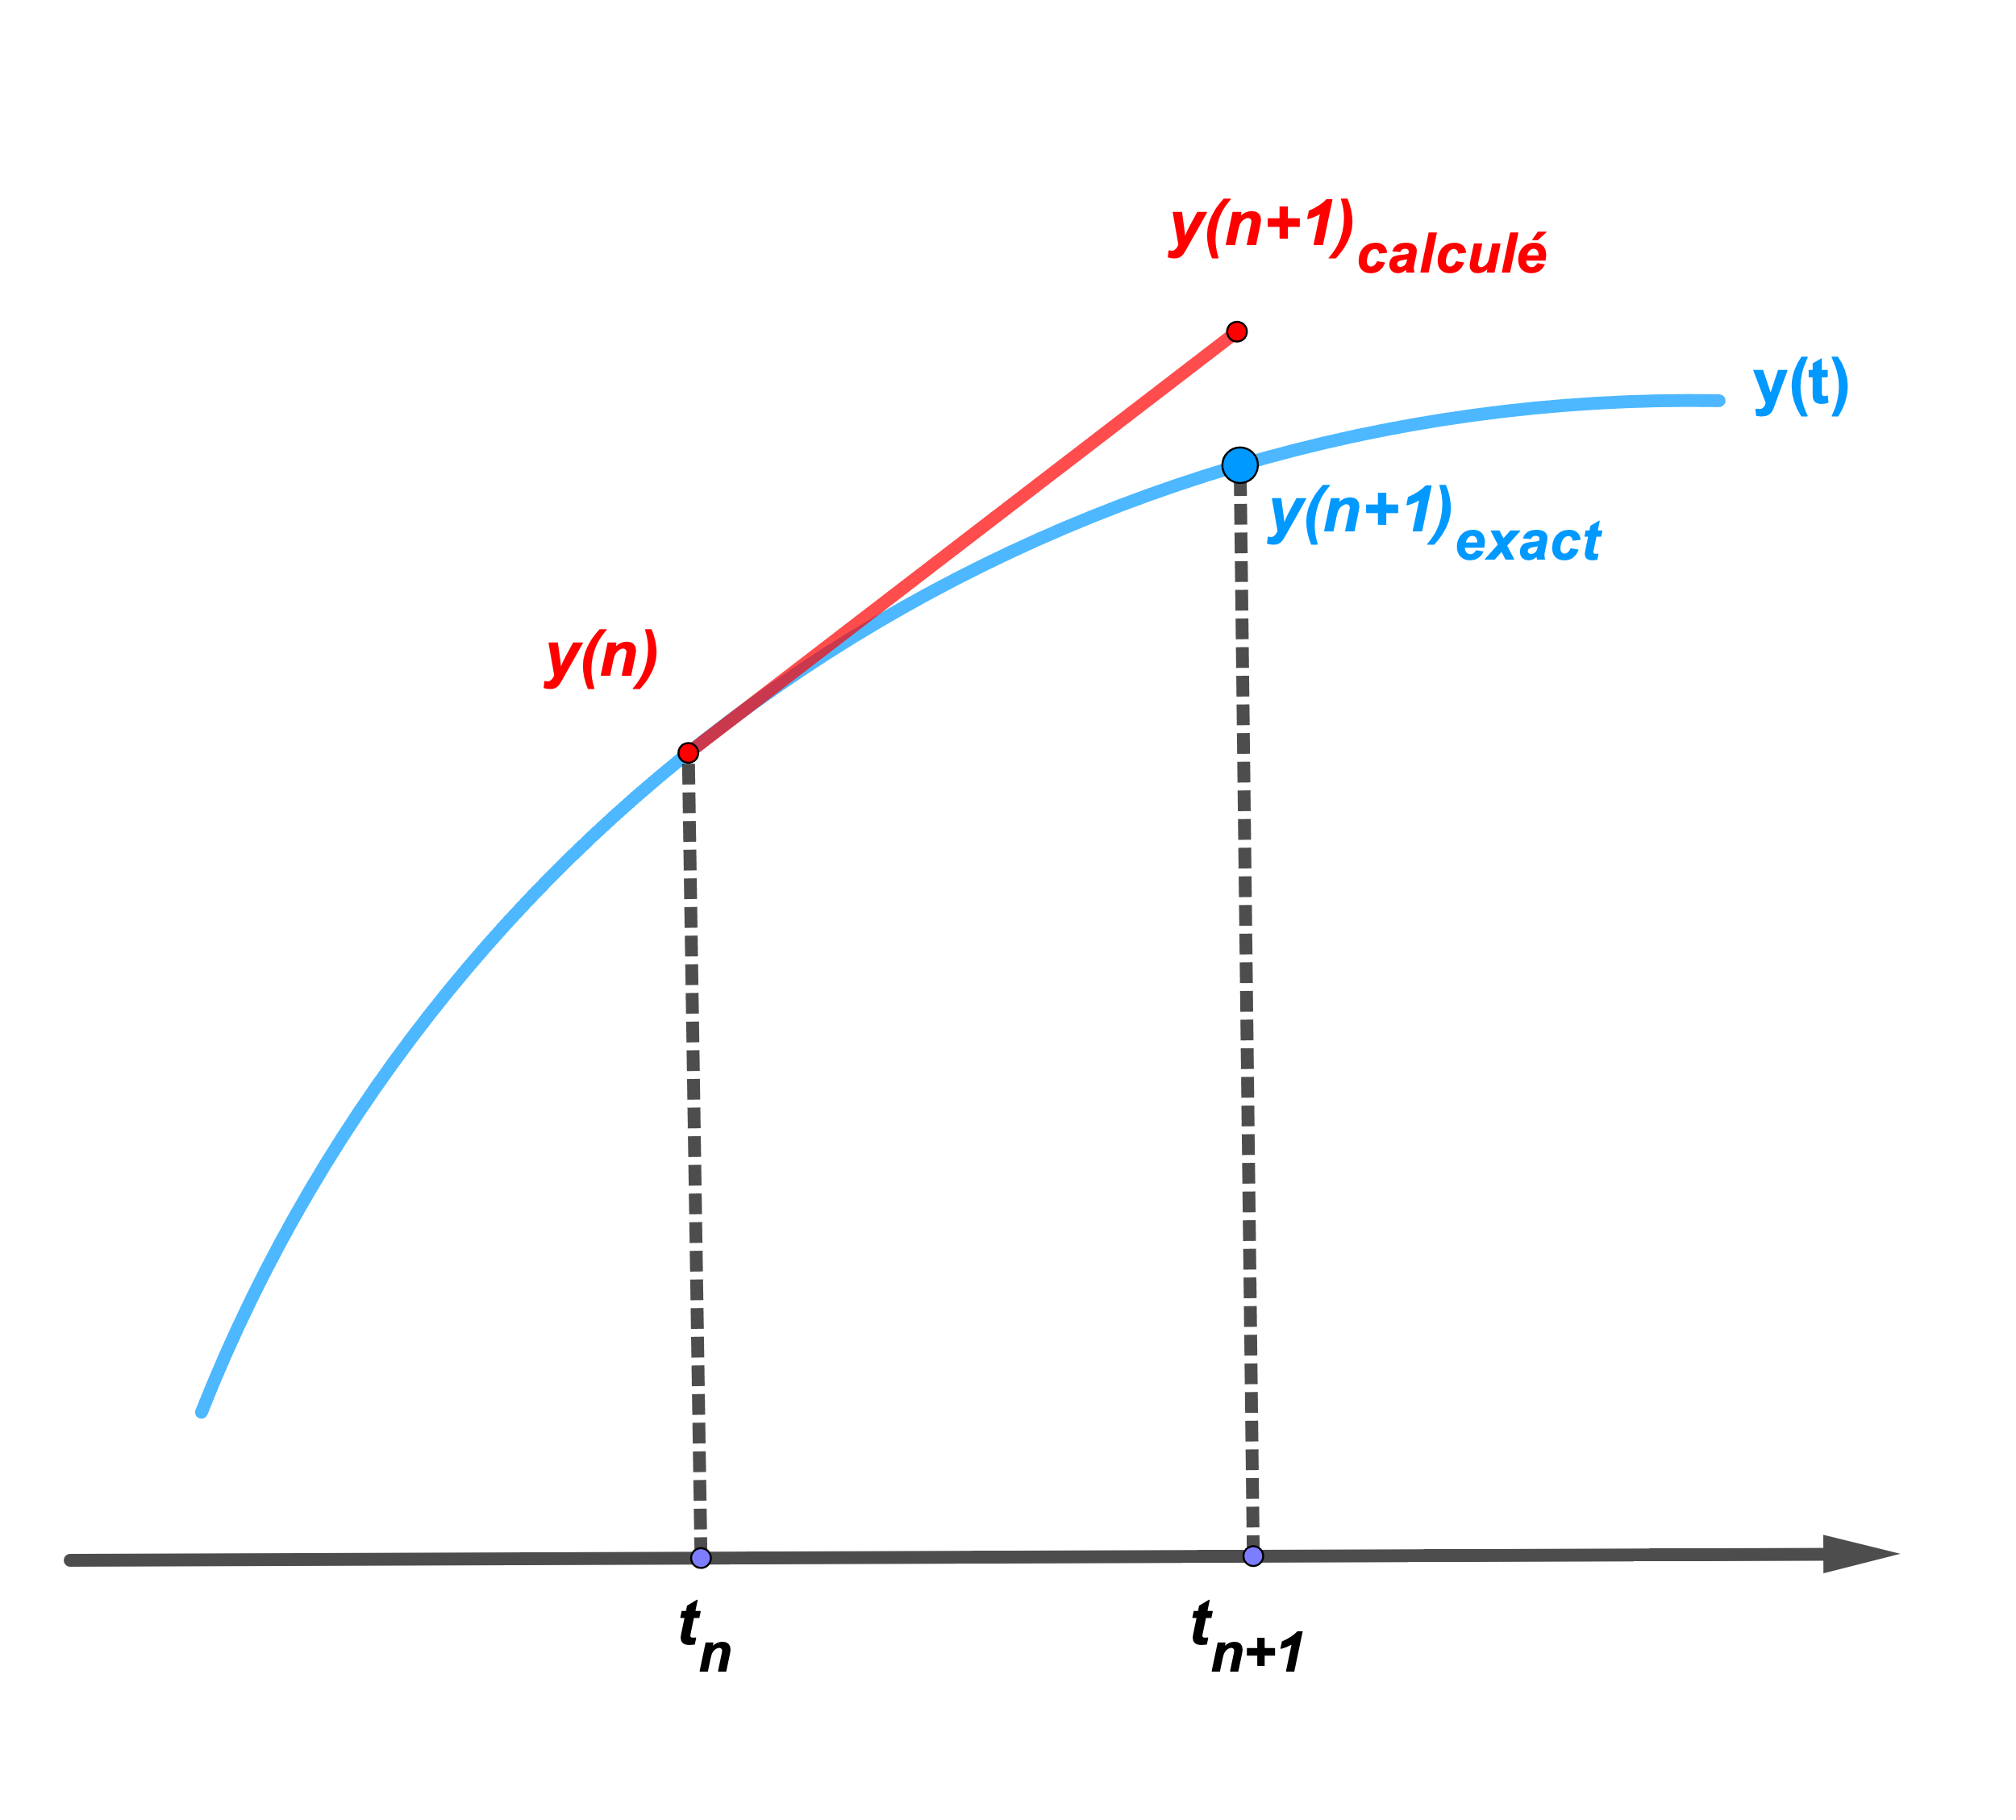 y(n+1)calculé
y(t)
y(n+1)exact
y(n)
tn
tn+1